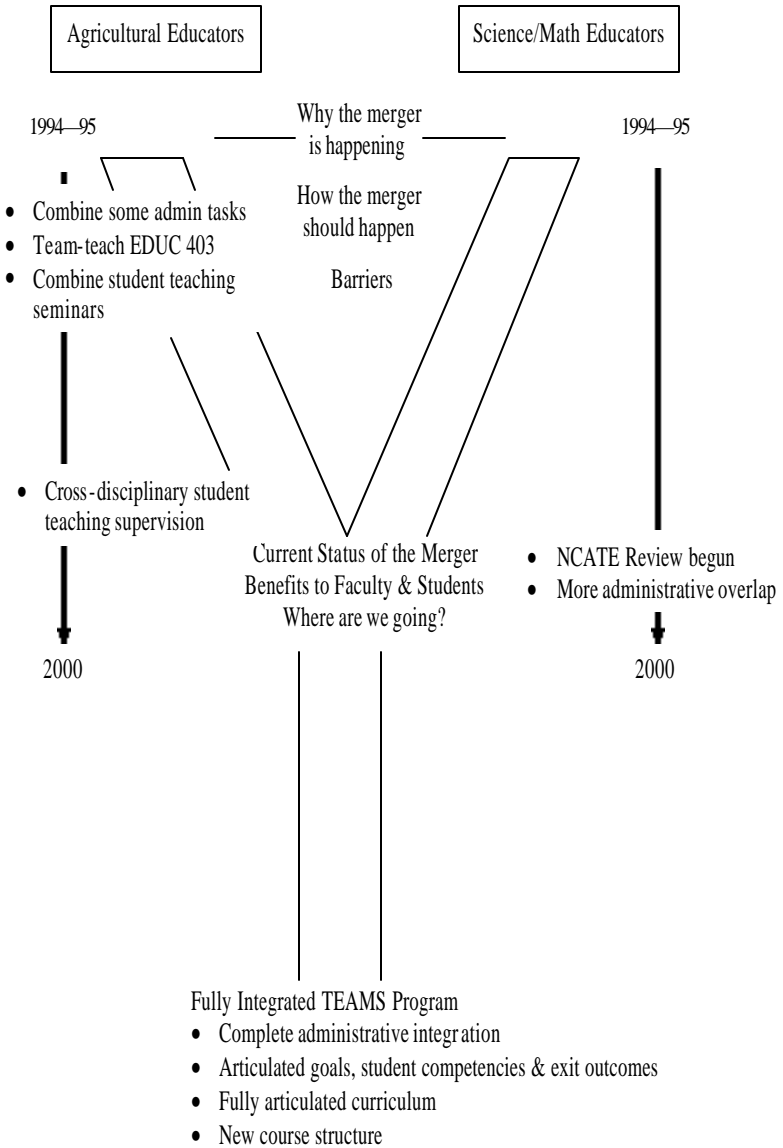 Agricultural Educators
Science/Math Educators
1994—95
Why the merger
is happening
1994—95
How the merger
should happen
• Combine some admin tasks
• Team-teach EDUC 403
• Combine student teaching
seminars
Barriers
• Cross-disciplinary student
teaching supervision
Current Status of the Merger
Benefits to Faculty & Students
Where are we going?
• NCATE Review begun
• More administrative overlap
2000
2000
Fully Integrated TEAMS Program
• Complete administrative integration
• Articulated goals, student competencies & exit outcomes
• Fully articulated curriculum
• New course structure